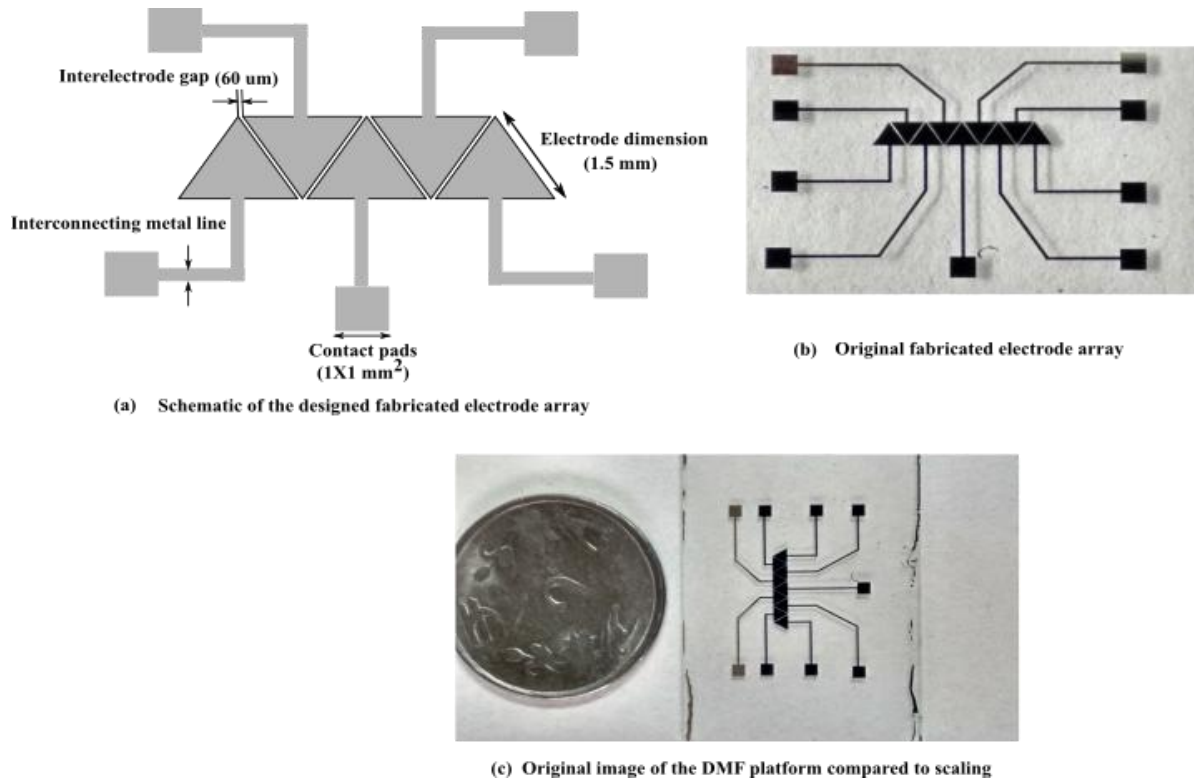 Interelectrode gap (60 um)
Electrode dimension
(1.5 mm)
Interconnecting metal line
Contact pads
(1X1 mm²)
(a) Schematic of the designed fabricated electrode array
(b) Original fabricated electrode array
(c) Original image of the DMF platform compared to scaling